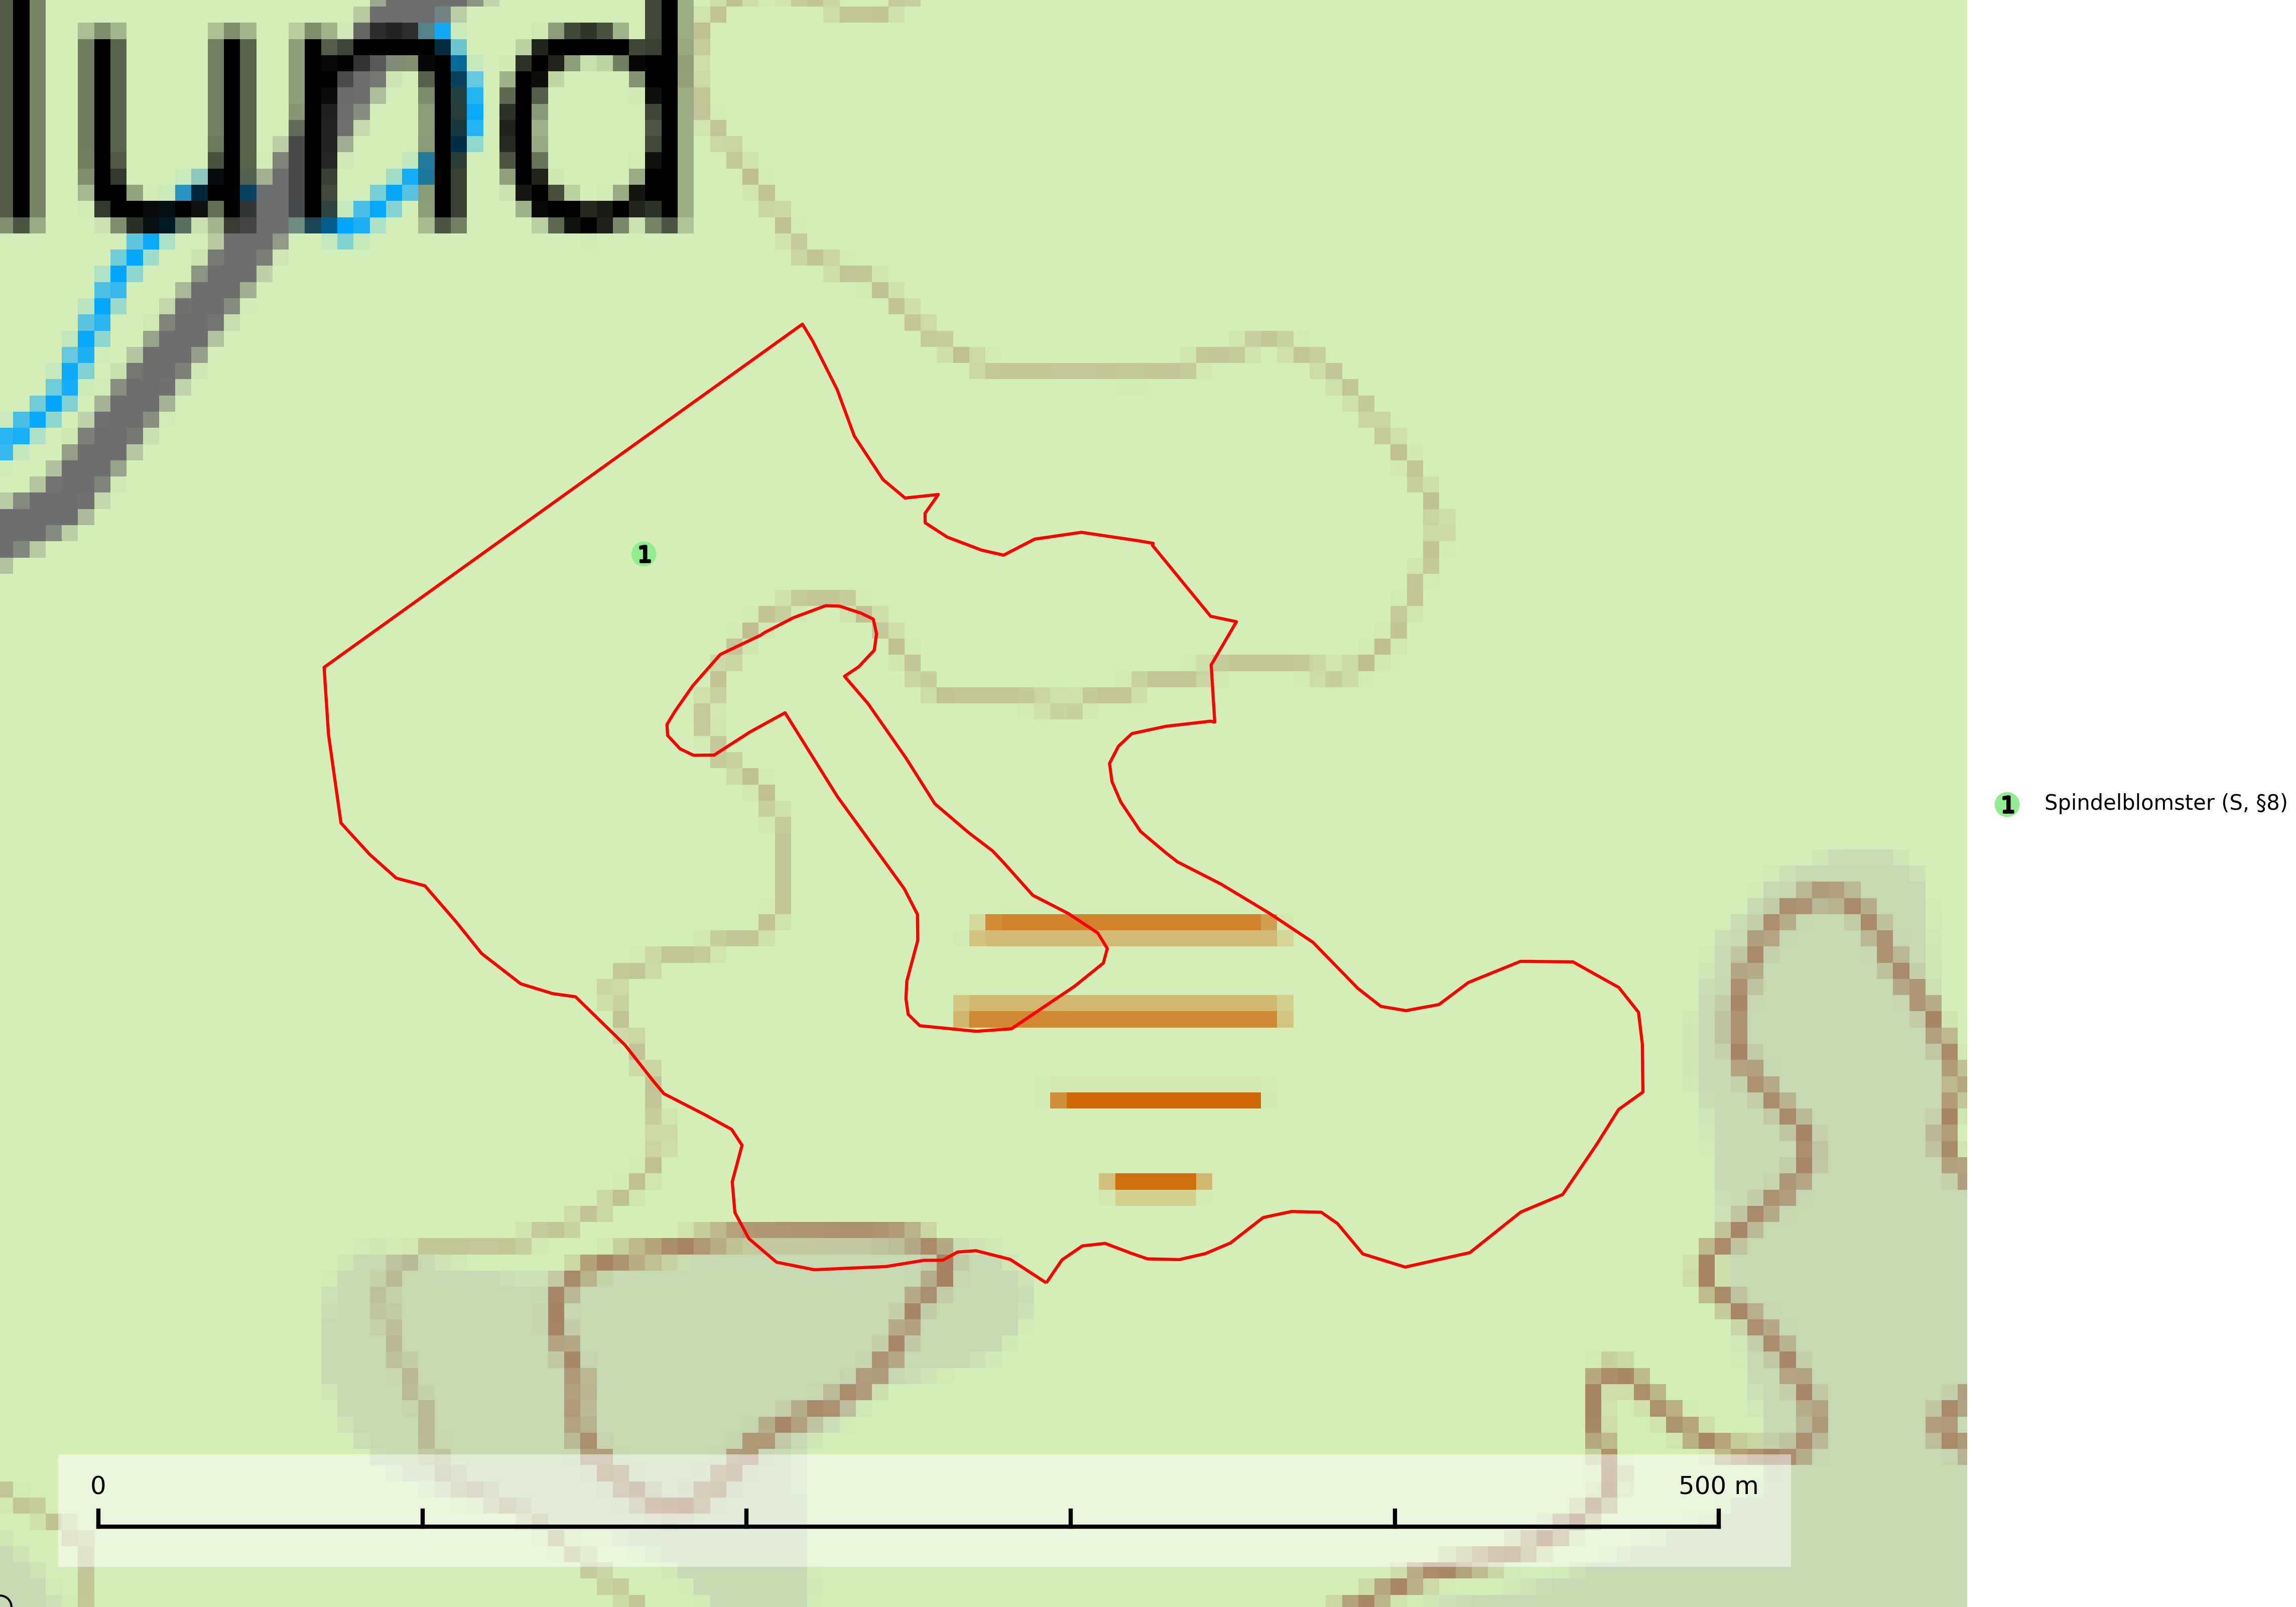 lund
1
1 Spindelblomster (S, §8)
0 500 m